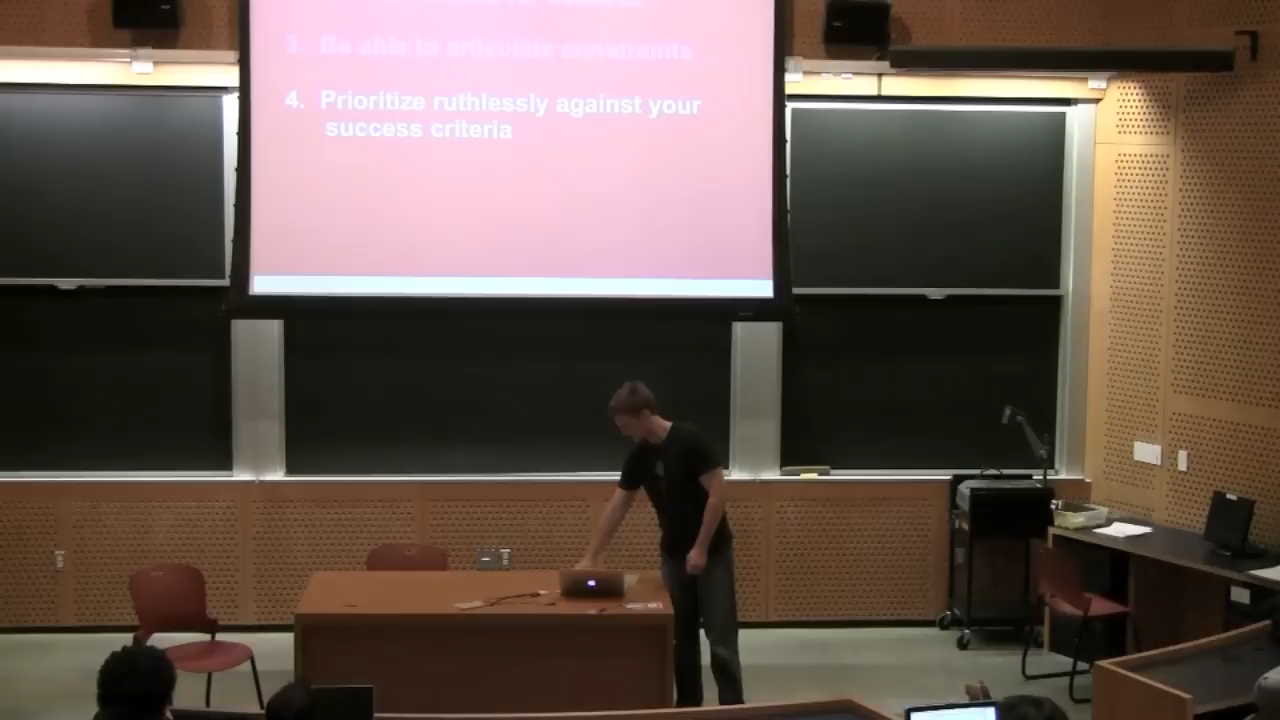 3. Be able to articulate constraints
4. Prioritize ruthlessly against your
success criteria